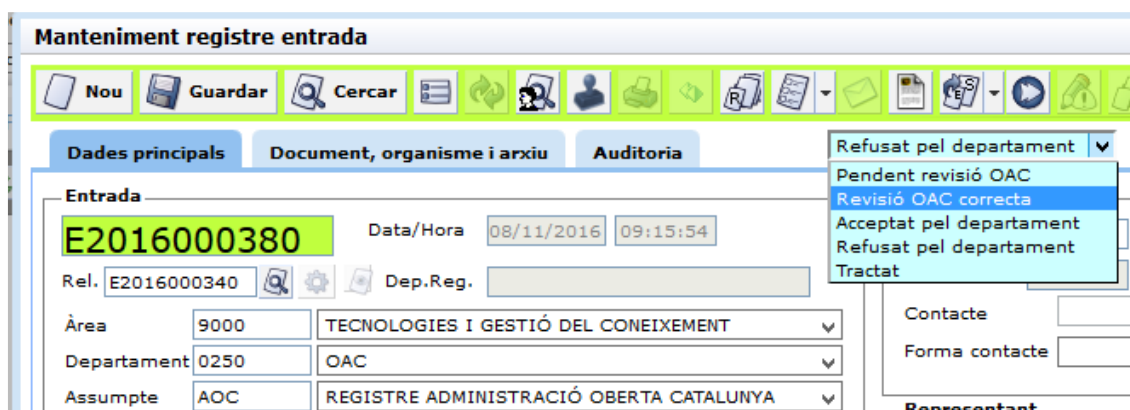 Manteniment registre entrada
Nou Guardar Cercar
Dades principals Document, organisme i arxiu Auditoria Refusat pel departament
Pendent revisió OAC
Revisió OAC correcta
Acceptat pel departament
Refusat pel departament
Tractat
Entrada
E2016000380 Data/Hora 08/11/2016 09:15:54
Rel. E2016000340 Dep.Reg.
Àrea 9000 TECNOLOGIES I GESTIÓ DEL CONEIXEMENT
Departament 0250 OAC
Assumpte AOC REGISTRE ADMINISTRACIÓ OBERTA CATALUNYA
Contacte
Forma contacte
Representant